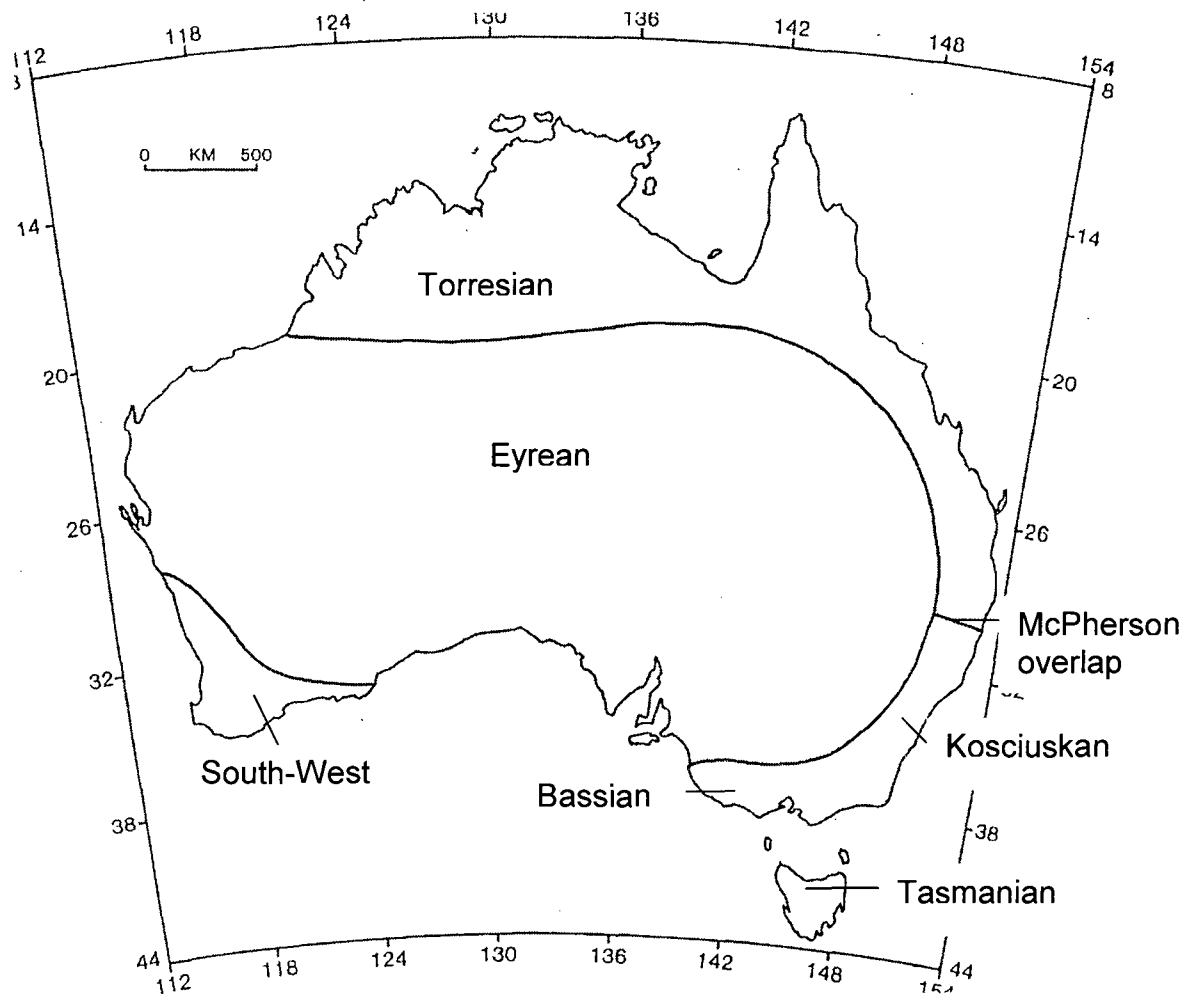 112 118 124 130 136 142 148 154
8 8
0 KM 500
14 14
Torresian
20 20
Eyrean
26 26
McPherson
overlap
32
Kosciuskan
South-West
Bassian
38 38
Tasmanian
44 44
112 118 124 130 136 142 148 154